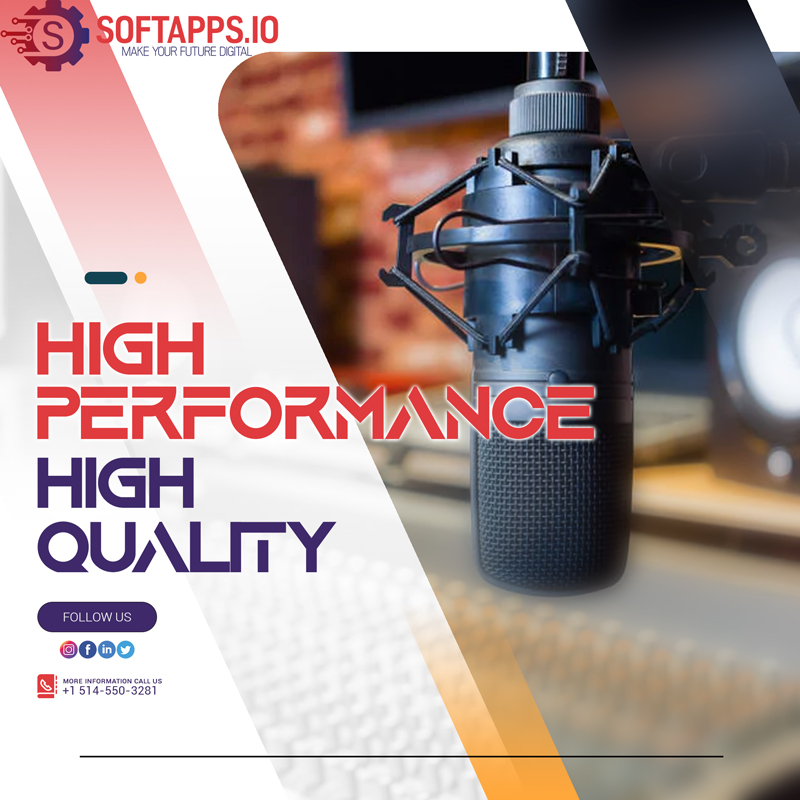 S
SOFTAPPS.IO
MAKE YOUR FUTURE DIGITAL
HIGH
PERFORMANCE
HIGH
QUALITY
FOLLOW US
MORE INFORMATION CALL US
+1 514-550-3281